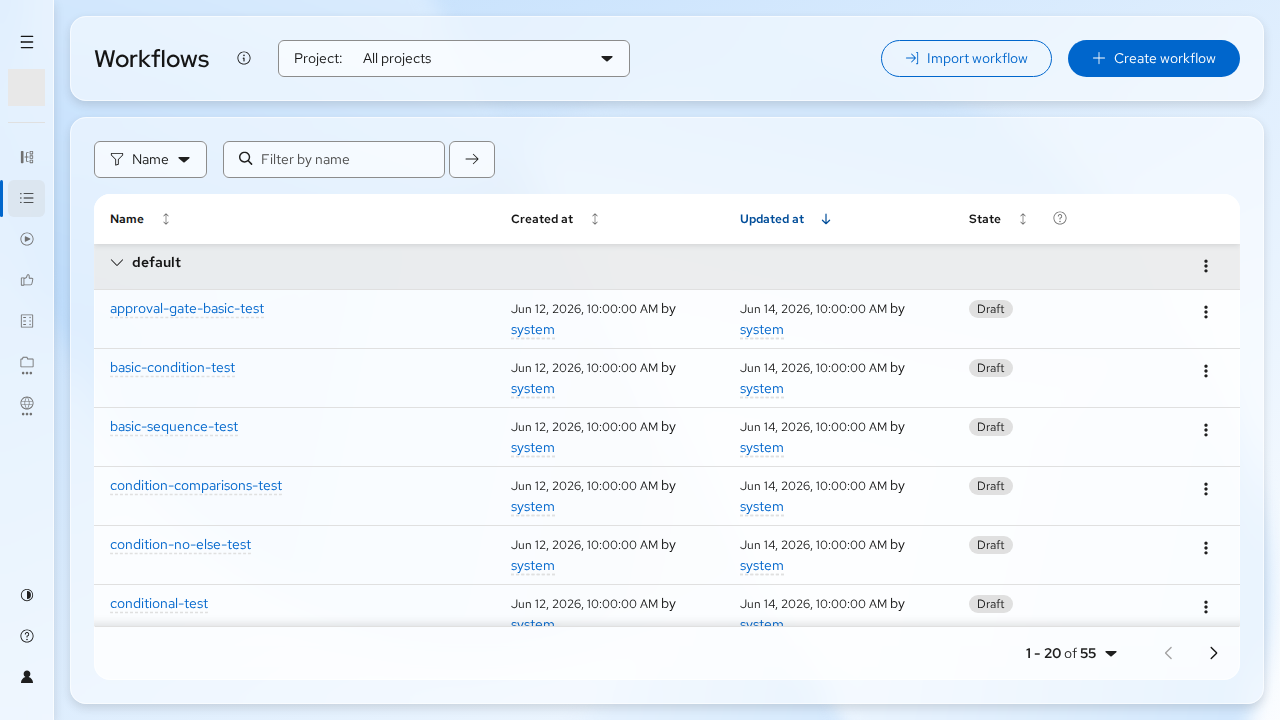 Workflows
Project: All projects
Import workflow
Create workflow
Name
Filter by name
Name Created at Updated at State
default
approval-gate-basic-test Jun 12, 2026, 10:00:00 AM by Jun 14, 2026, 10:00:00 AM by Draft
system system
basic-condition-test Jun 12, 2026, 10:00:00 AM by Jun 14, 2026, 10:00:00 AM by Draft
system system
basic-sequence-test Jun 12, 2026, 10:00:00 AM by Jun 14, 2026, 10:00:00 AM by Draft
system system
condition-comparisons-test Jun 12, 2026, 10:00:00 AM by Jun 14, 2026, 10:00:00 AM by Draft
system system
condition-no-else-test Jun 12, 2026, 10:00:00 AM by Jun 14, 2026, 10:00:00 AM by Draft
system system
conditional-test Jun 12, 2026, 10:00:00 AM by Jun 14, 2026, 10:00:00 AM by Draft
system system
1 - 20 of 55